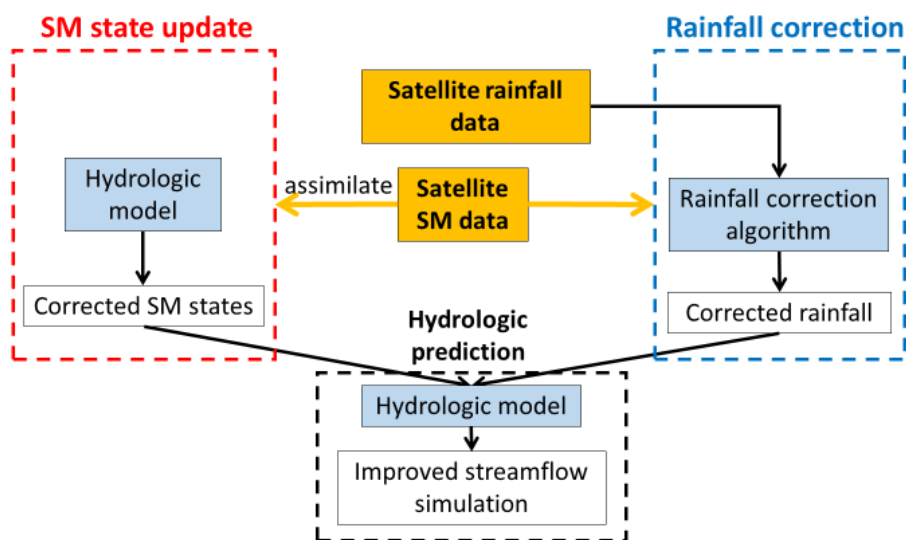 SM state update
Rainfall correction
Satellite rainfall
data
Hydrologic
model
assimilate
Satellite
SM data
Rainfall correction
algorithm
Corrected SM states
Corrected rainfall
Hydrologic
prediction
Hydrologic model
Improved streamflow
simulation